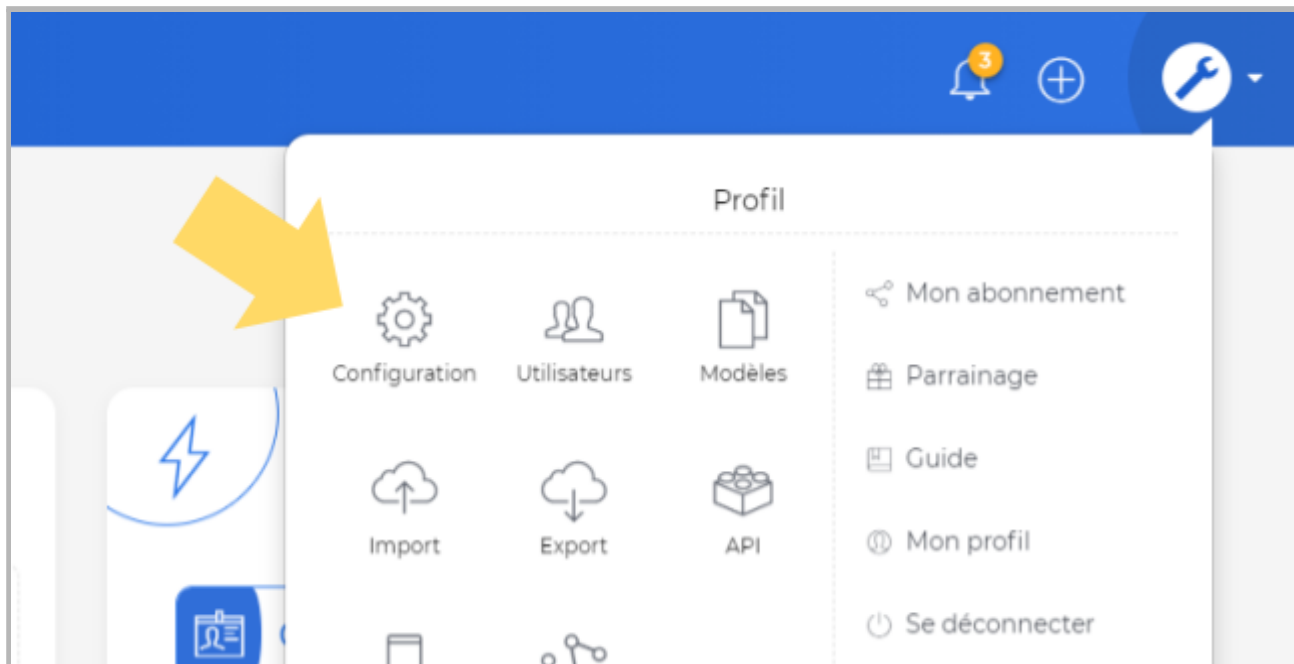 3
Profil
Configuration
Utilisateurs
Modèles
Mon abonnement
Parrainage
Guide
Import
Export
API
Mon profil
Se déconnecter